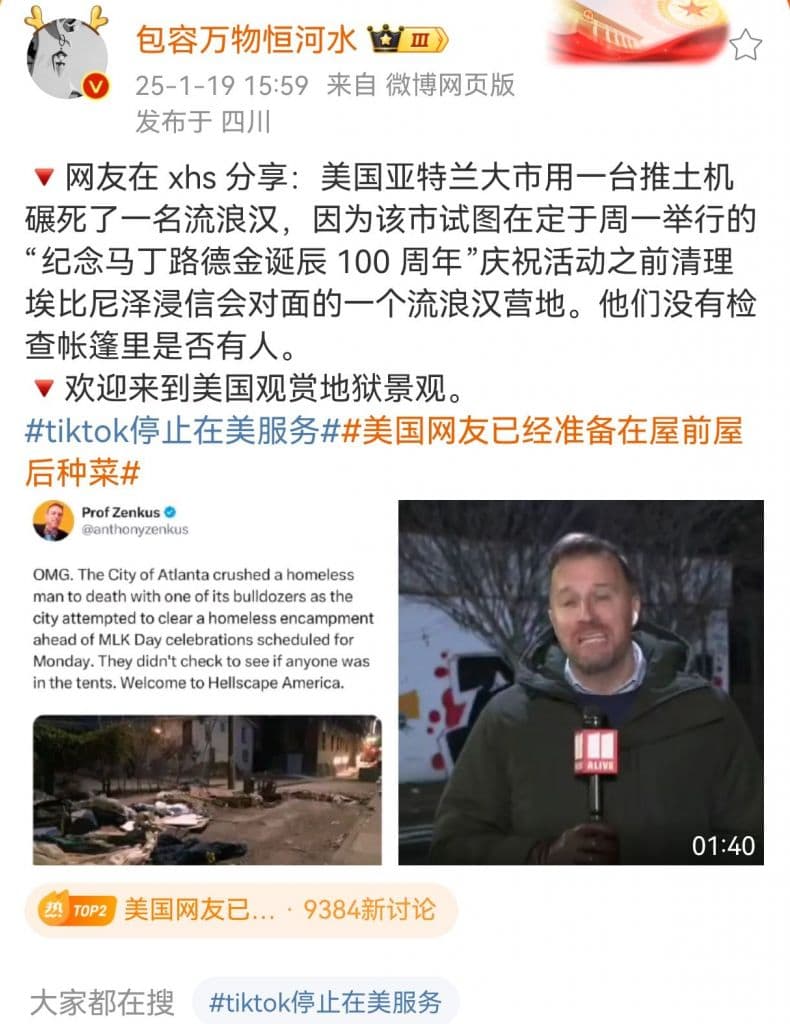 包容万物恒河水 III
25-1-19 15:59 来自 微博网页版
发布于 四川
🔻网友在 xhs 分享：美国亚特兰大市用一台推土机
碾死了一名流浪汉，因为该市试图在定于周一举行的
“纪念马丁路德金诞辰 100 周年”庆祝活动之前清理
埃比尼泽浸信会对面的一个流浪汉营地。他们没有检
查帐篷里是否有人。
🔻欢迎来到美国观赏地狱景观。
#tiktok停止在美服务##美国网友已经准备在屋前屋
后种菜#
Prof Zenkus
@anthonyzenkus
OMG. The City of Atlanta crushed a homeless
man to death with one of its bulldozers as the
city attempted to clear a homeless encampment
ahead of MLK Day celebrations scheduled for
Monday. They didn't check to see if anyone was
in the tents. Welcome to Hellscape America.
11
ALIVE
01:40
热 TOP2 美国网友已... · 9384新讨论
大家都在搜 #tiktok停止在美服务